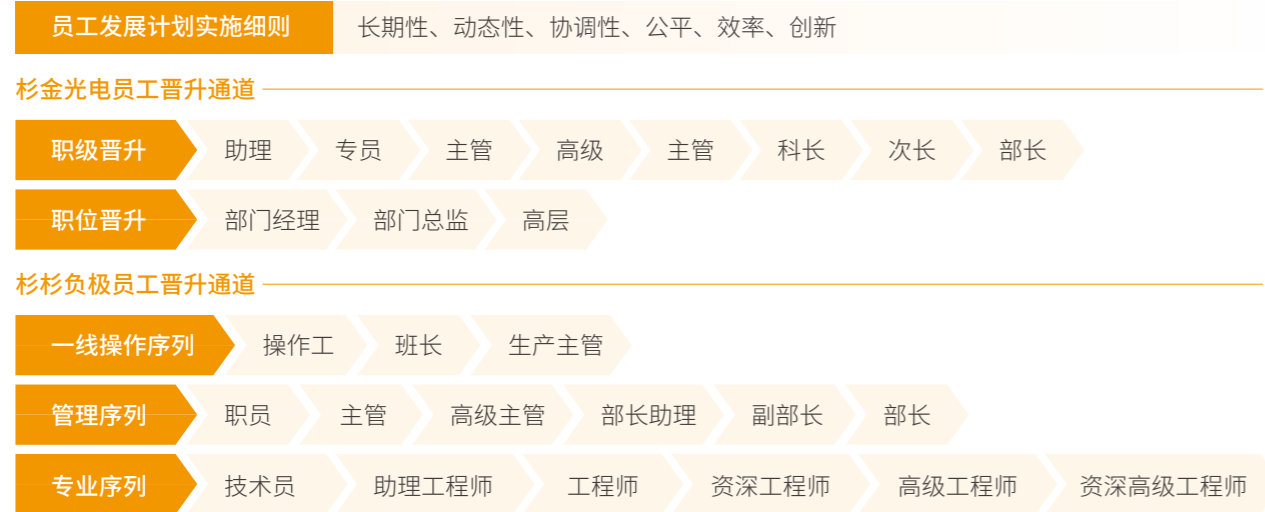 员工发展计划实施细则 长期性、动态性、协调性、公平、效率、创新
杉金光电员工晋升通道
职级晋升 助理 专员 主管 高级 主管 科长 次长 部长
职位晋升 部门经理 部门总监 高层
杉杉负极员工晋升通道
一线操作序列 操作工 班长 生产主管
管理序列 职员 主管 高级主管 部长助理 副部长 部长
专业序列 技术员 助理工程师 工程师 资深工程师 高级工程师 资深高级工程师